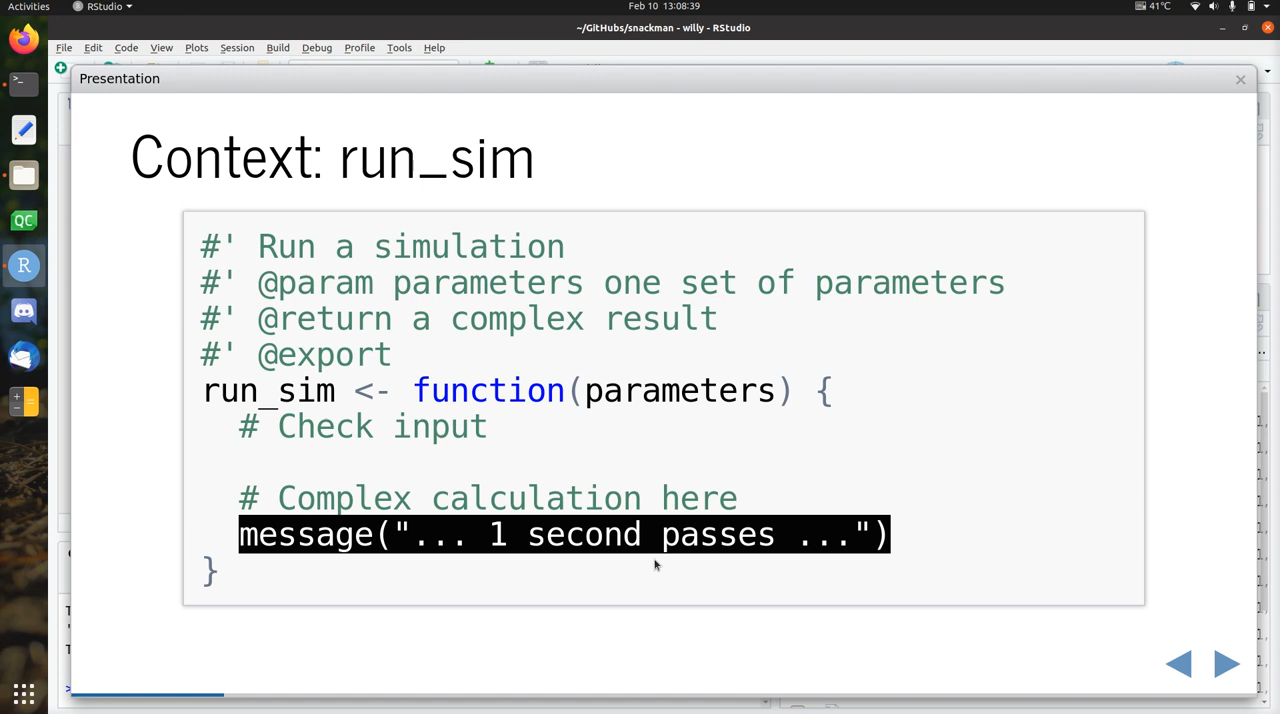 Activities RStudio Feb 10 13:08:39 41°C
~/GitHubs/snackman - willy - RStudio
File Edit Code View Plots Session Build Debug Profile Tools Help
Presentation
Context: run_sim
#' Run a simulation
#' @param parameters one set of parameters
#' @return a complex result
#' @export
run_sim <- function(parameters) {
# Check input
# Complex calculation here
message("... 1 second passes ...")
}
QC
R